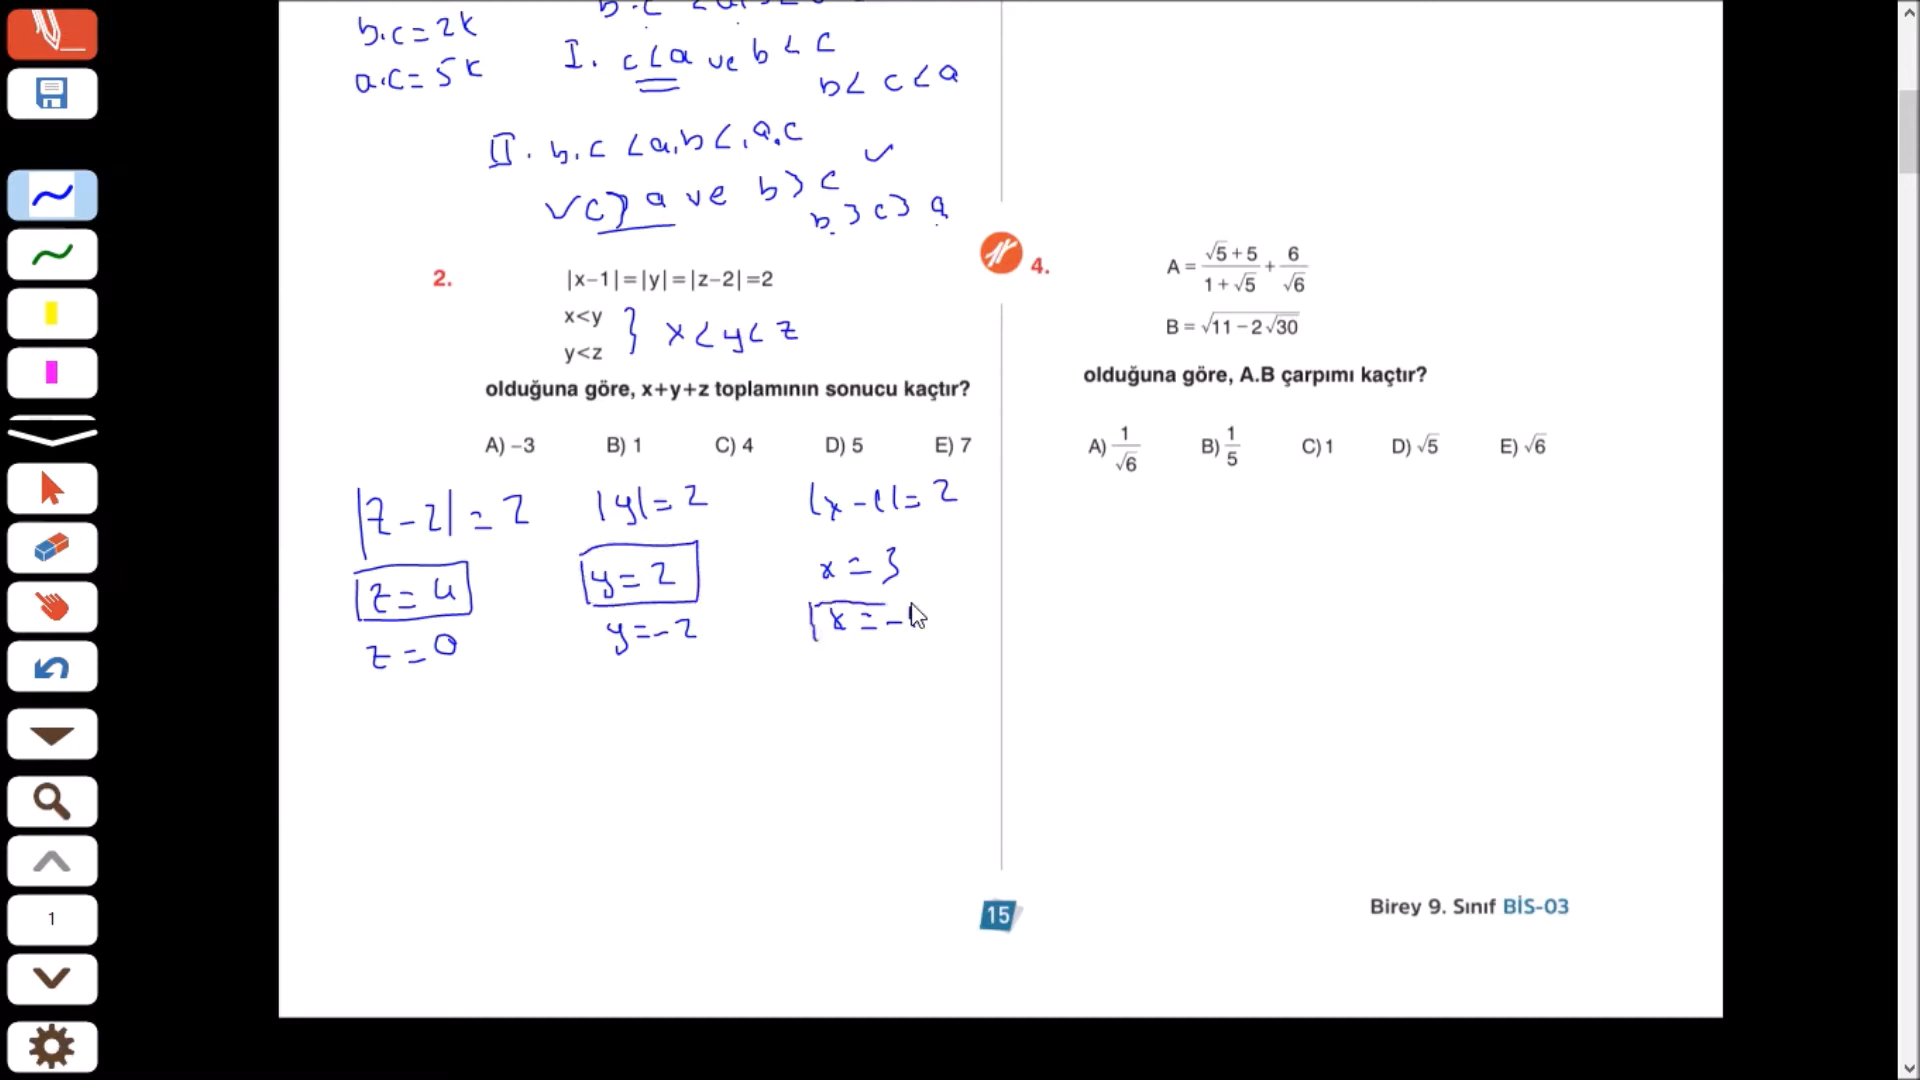 b.c = 2k
a.c = 5k
I. c < a ve b < c
b < c < a
II. b.c < a.b < a.c
✓ c > a ve b > c ✓
b > c > a
2. |x−1|=|y|=|z−2|=2
x<y
y<z
} x < y < z
olduğuna göre, x+y+z toplamının sonucu kaçtır?
A) −3 B) 1 C) 4 D) 5 E) 7
|z − 2| = 2
z = 4
z = 0
|y| = 2
y = 2
y = −2
|x − 1| = 2
x = 3
x = −
4. A = (√5 + 5)/(1 + √5) + 6/√6
B = √(11 − 2√30)
olduğuna göre, A.B çarpımı kaçtır?
A) 1/√6 B) 1/5 C) 1 D) √5 E) √6
15
Birey 9. Sınıf BİS-03
1